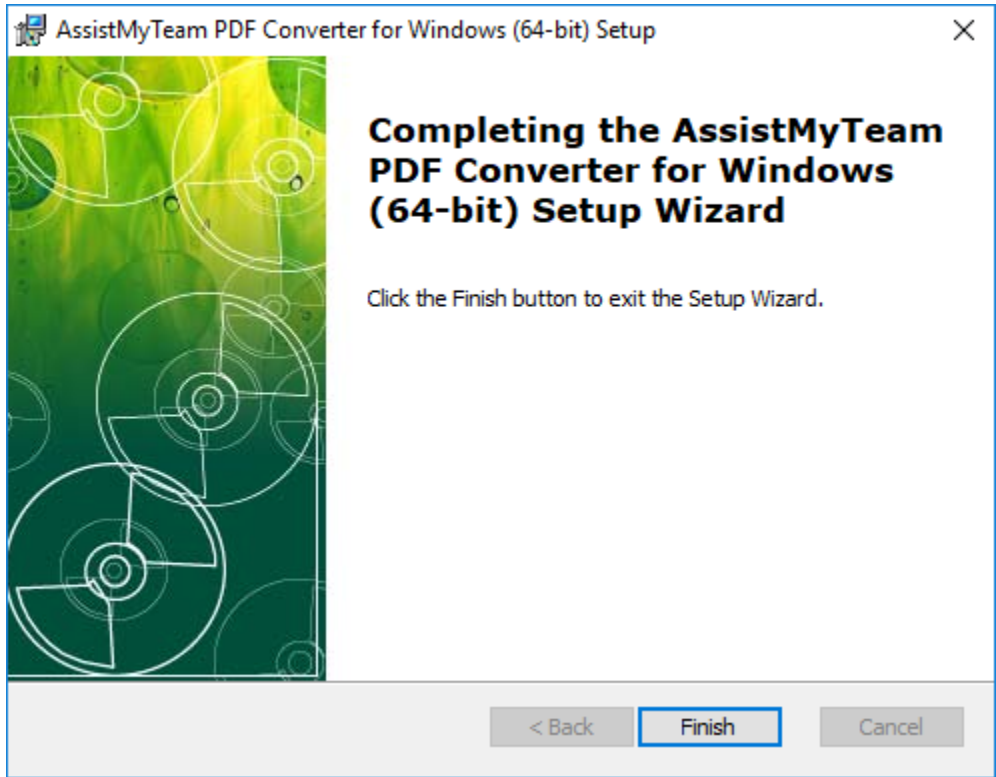 AssistMyTeam PDF Converter for Windows (64-bit) Setup
Completing the AssistMyTeam
PDF Converter for Windows
(64-bit) Setup Wizard
Click the Finish button to exit the Setup Wizard.
< Back Finish Cancel